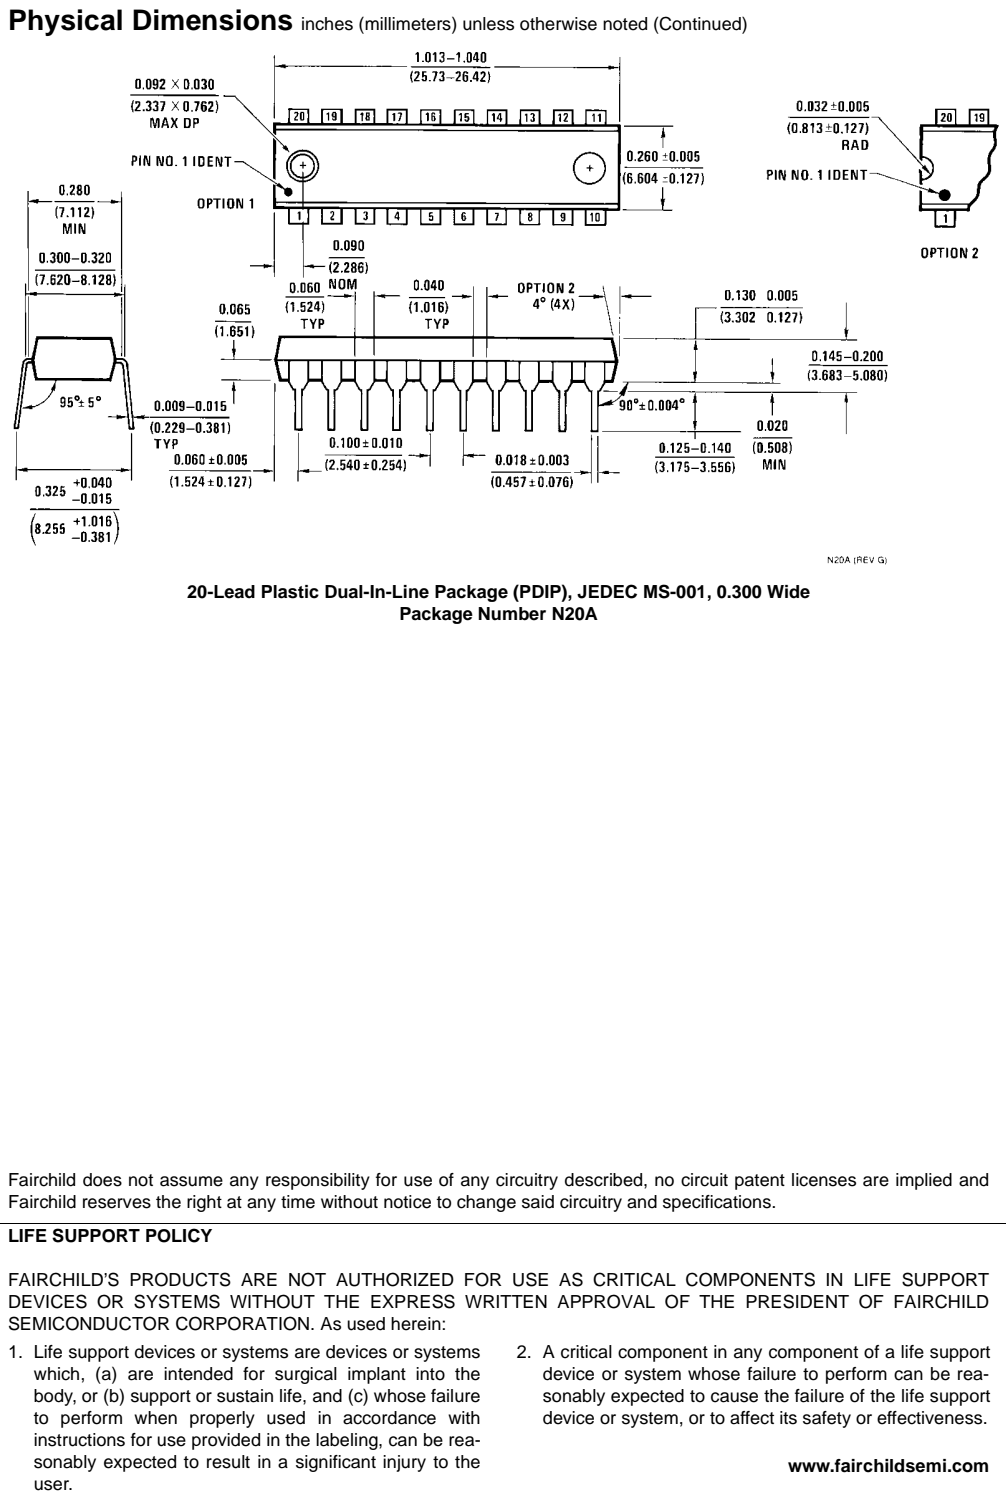 Physical Dimensions inches (millimeters) unless otherwise noted (Continued)
1.013–1.040
(25.73–26.42)
0.092 × 0.030
(2.337 × 0.762)
MAX DP
PIN NO. 1 IDENT
OPTION 1
20 19 18 17 16 15 14 13 12 11
1 2 3 4 5 6 7 8 9 10
0.260 ±0.005
(6.604 ±0.127)
0.032 ±0.005
(0.813 ±0.127)
RAD
PIN NO. 1 IDENT
20 19
1
OPTION 2
0.280
(7.112)
MIN
0.300–0.320
(7.620–8.128)
95°± 5°
0.009–0.015
(0.229–0.381)
TYP
0.325 +0.040
–0.015
(8.255 +1.016
–0.381)
0.090
(2.286)
NOM
0.060
(1.524)
TYP
0.040
(1.016)
TYP
OPTION 2
4° (4X)
0.065
(1.651)
0.130 0.005
(3.302 0.127)
0.145–0.200
(3.683–5.080)
90°±0.004°
0.020
(0.508)
MIN
0.125–0.140
(3.175–3.556)
0.060 ±0.005
(1.524 ±0.127)
0.100 ±0.010
(2.540 ±0.254)
0.018 ±0.003
(0.457 ±0.076)
N20A (REV G)
20-Lead Plastic Dual-In-Line Package (PDIP), JEDEC MS-001, 0.300 Wide
Package Number N20A
Fairchild does not assume any responsibility for use of any circuitry described, no circuit patent licenses are implied and
Fairchild reserves the right at any time without notice to change said circuitry and specifications.
LIFE SUPPORT POLICY
FAIRCHILD'S PRODUCTS ARE NOT AUTHORIZED FOR USE AS CRITICAL COMPONENTS IN LIFE SUPPORT
DEVICES OR SYSTEMS WITHOUT THE EXPRESS WRITTEN APPROVAL OF THE PRESIDENT OF FAIRCHILD
SEMICONDUCTOR CORPORATION. As used herein:
1. Life support devices or systems are devices or systems
which, (a) are intended for surgical implant into the
body, or (b) support or sustain life, and (c) whose failure
to perform when properly used in accordance with
instructions for use provided in the labeling, can be rea-
sonably expected to result in a significant injury to the
user.
2. A critical component in any component of a life support
device or system whose failure to perform can be rea-
sonably expected to cause the failure of the life support
device or system, or to affect its safety or effectiveness.
www.fairchildsemi.com